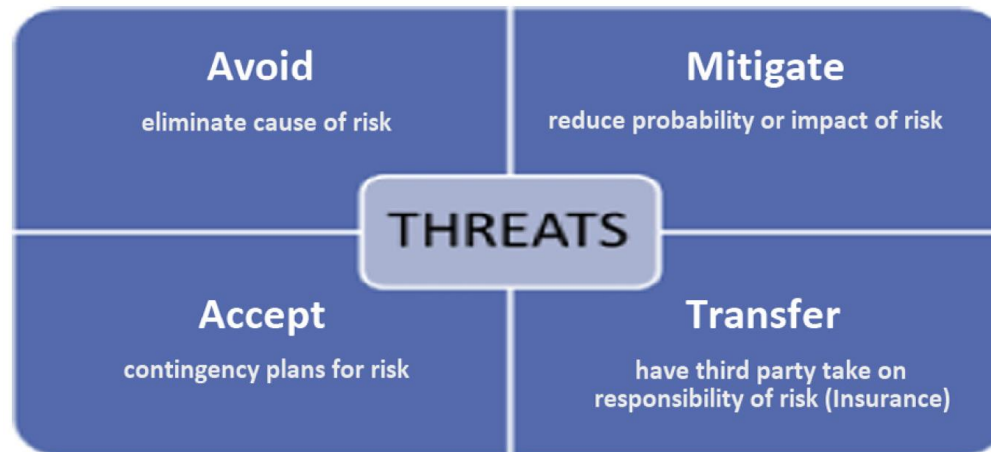 Avoid
eliminate cause of risk
Mitigate
reduce probability or impact of risk
THREATS
Accept
contingency plans for risk
Transfer
have third party take on
responsibility of risk (Insurance)